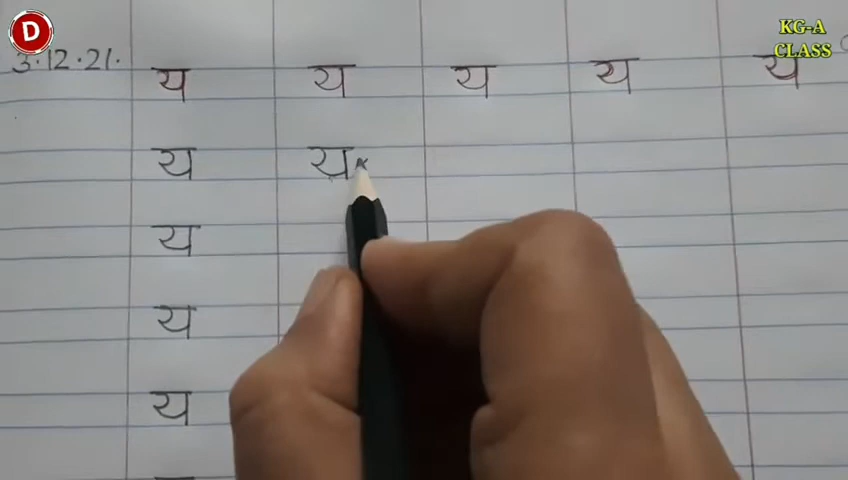 D
KG-A
CLASS
3.12.21.
य य य य य
य य
य
य
य